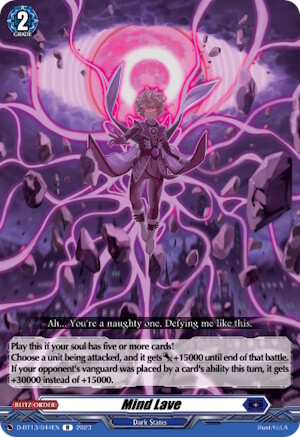 2
GRADE
Ah... You're a naughty one. Defying me like this.
Play this if your soul has five or more cards!
Choose a unit being attacked, and it gets +15000 until end of that battle.
If your opponent's vanguard was placed by a card's ability this turn, it gets
+30000 instead of +15000.
BLITZ ORDER
Mind Lave
D-BT13/044EN R 2023
Dark States